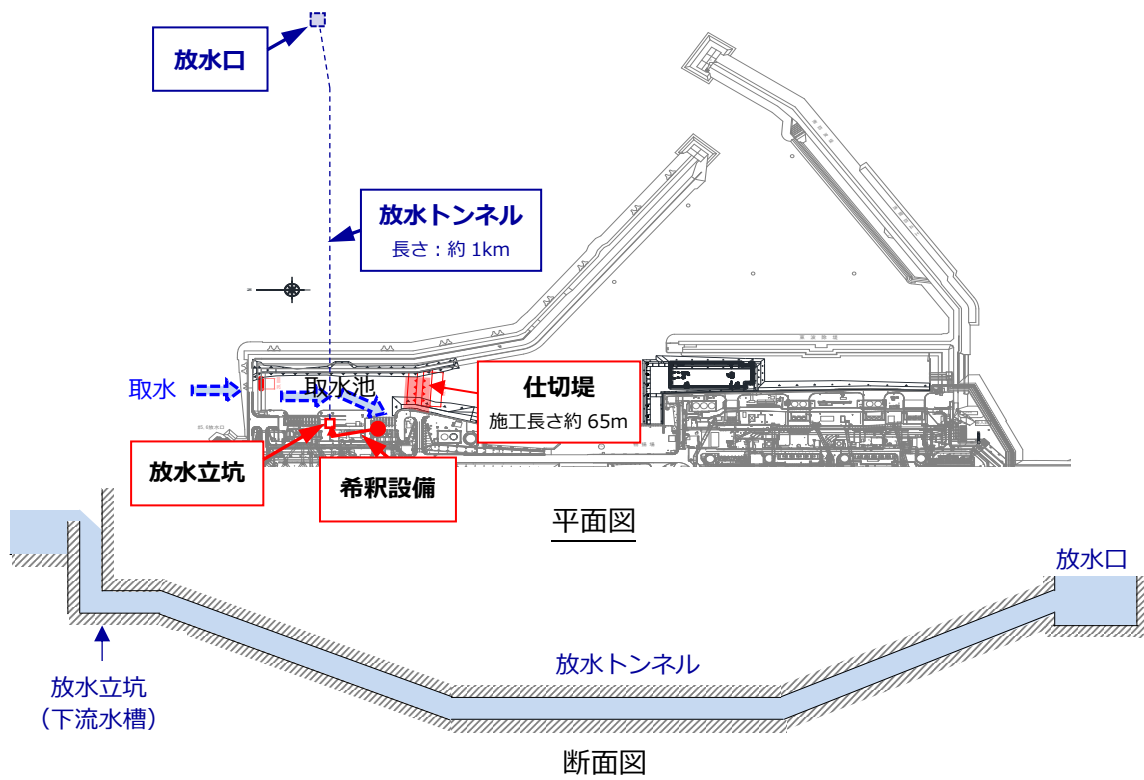 放水口
放水トンネル
長さ：約 1km
取水
取水池
仕切堤
施工長さ約 65m
放水立坑
希釈設備
平面図
放水口
放水トンネル
放水立坑
（下流水槽）
断面図